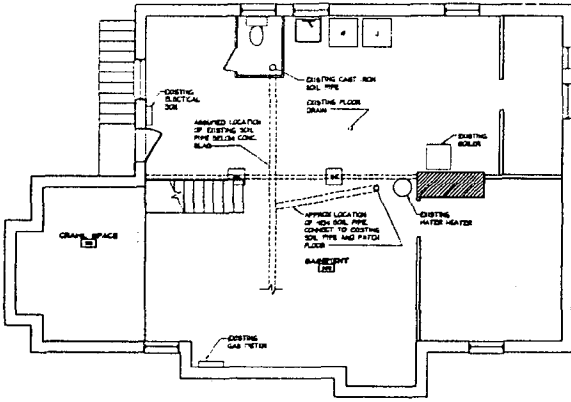 EXISTING CAST IRON
SOIL PIPE
EXISTING FLOOR
DRAIN
EXISTING
ELECTICAL
BOX
ASSUMED LOCATION
OF EXISTING SOIL
PIPE BELOW CONC.
SLAB
EXISTING
BOILER
CRAWL SPACE
APPROX LOCATION
OF NEW SOIL PIPE.
CONNECT TO EXISTING
SOIL PIPE AND PATCH
FLOOR
EXISTING
WATER HEATER
BASEMENT
EXISTING
GAS METER